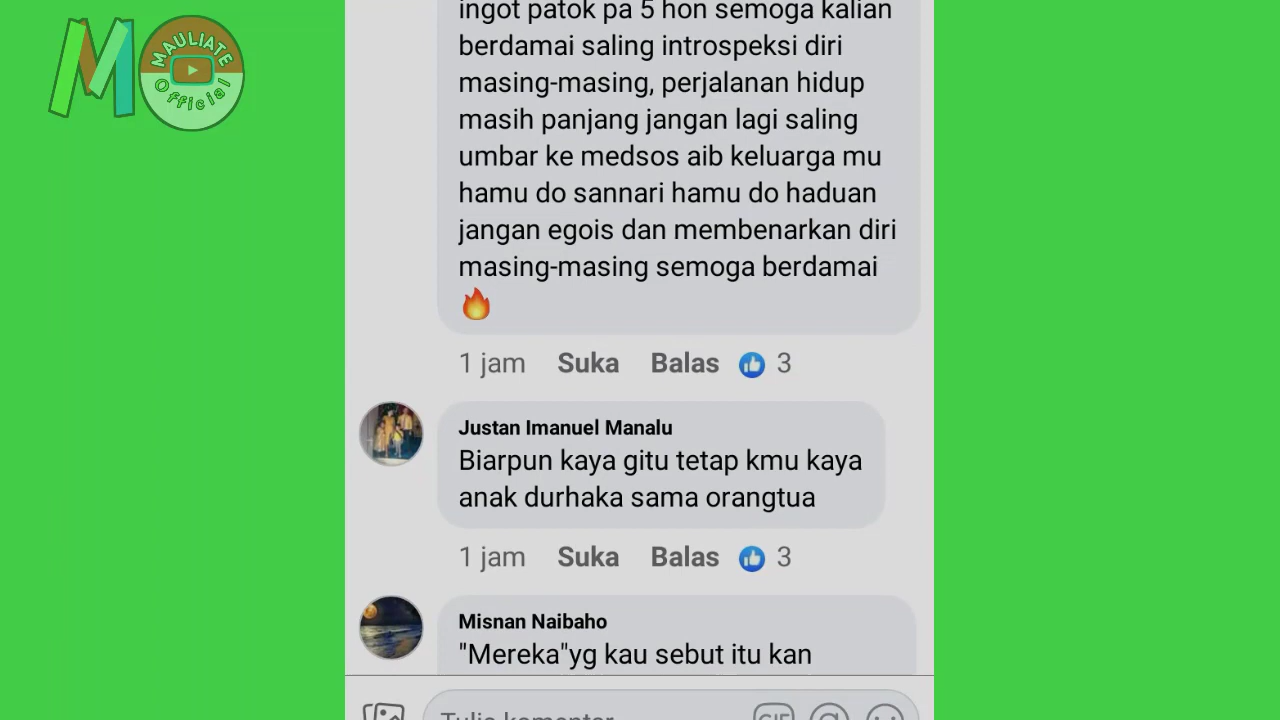 M
MAULIATE
Official
ingot patok pa 5 hon semoga kalian
berdamai saling introspeksi diri
masing-masing, perjalanan hidup
masih panjang jangan lagi saling
umbar ke medsos aib keluarga mu
hamu do sannari hamu do haduan
jangan egois dan membenarkan diri
masing-masing semoga berdamai
🔥
1 jam Suka Balas 3
Justan Imanuel Manalu
Biarpun kaya gitu tetap kmu kaya
anak durhaka sama orangtua
1 jam Suka Balas 3
Misnan Naibaho
"Mereka"yg kau sebut itu kan
Tulis komentar
GIF